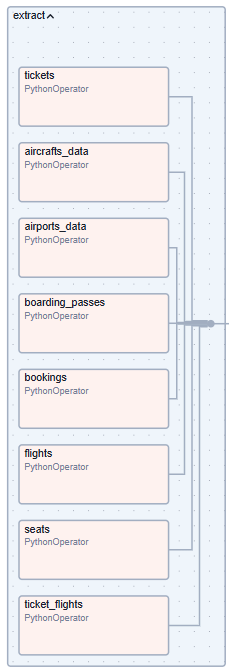 extract
tickets
PythonOperator
aircrafts_data
PythonOperator
airports_data
PythonOperator
boarding_passes
PythonOperator
bookings
PythonOperator
flights
PythonOperator
seats
PythonOperator
ticket_flights
PythonOperator